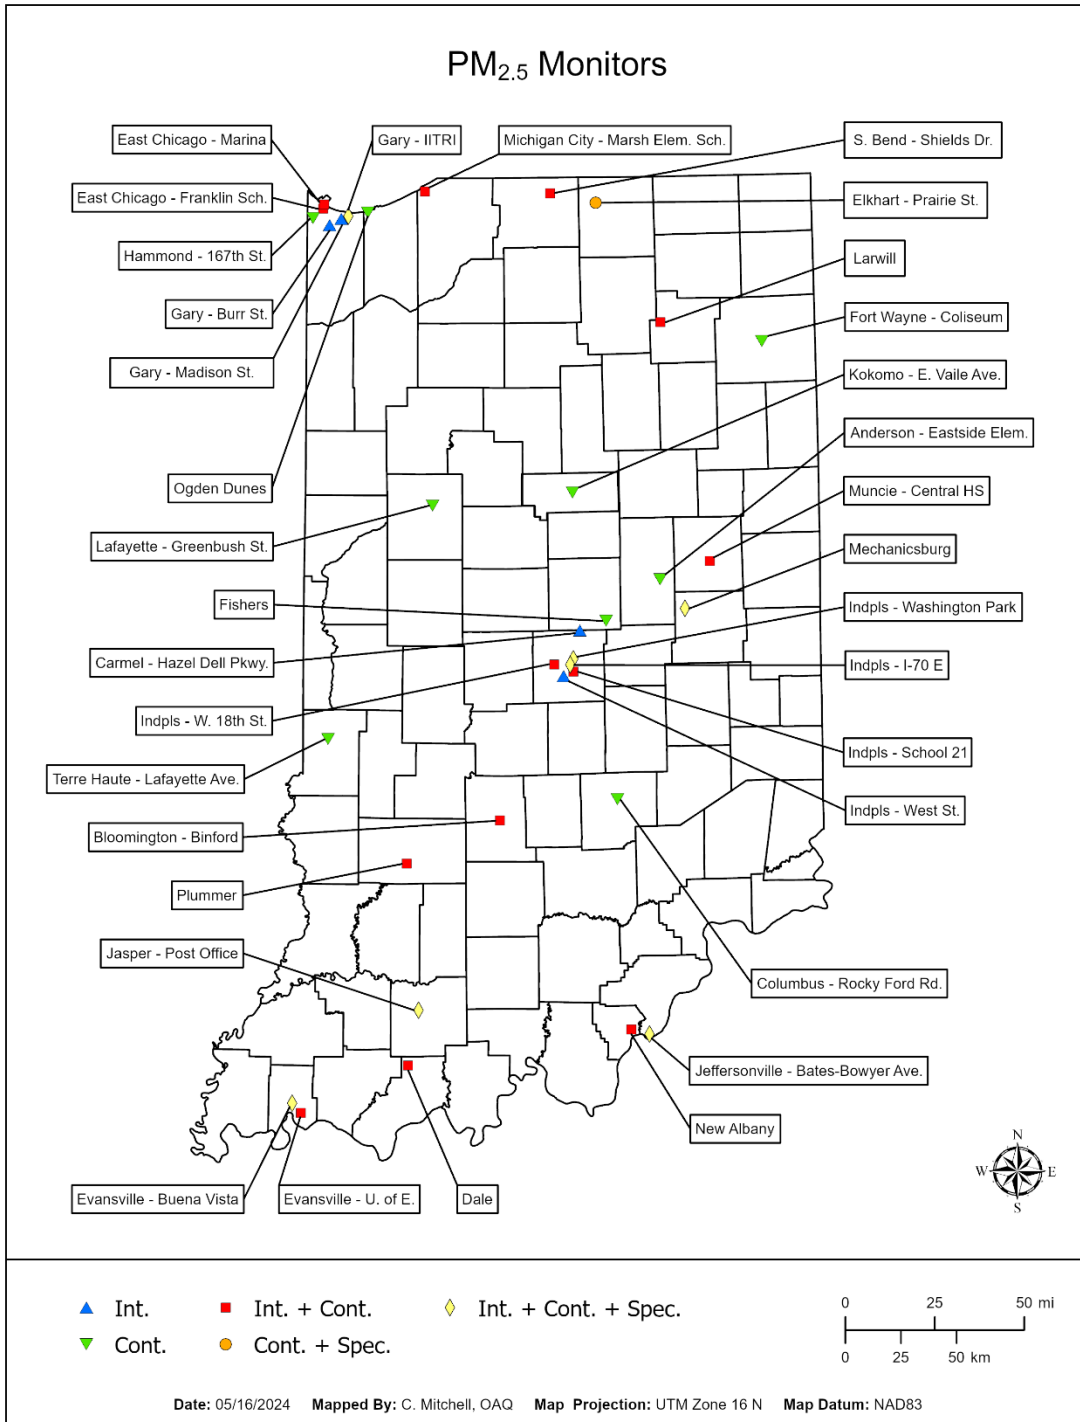 PM2.5 Monitors
East Chicago - Marina
Gary - IITRI
Michigan City - Marsh Elem. Sch.
S. Bend - Shields Dr.
East Chicago - Franklin Sch.
Elkhart - Prairie St.
Hammond - 167th St.
Larwill
Gary - Burr St.
Fort Wayne - Coliseum
Gary - Madison St.
Kokomo - E. Vaile Ave.
Anderson - Eastside Elem.
Ogden Dunes
Muncie - Central HS
Lafayette - Greenbush St.
Mechanicsburg
Fishers
Indpls - Washington Park
Carmel - Hazel Dell Pkwy.
Indpls - I-70 E
Indpls - W. 18th St.
Indpls - School 21
Terre Haute - Lafayette Ave.
Indpls - West St.
Bloomington - Binford
Plummer
Jasper - Post Office
Columbus - Rocky Ford Rd.
Jeffersonville - Bates-Bowyer Ave.
New Albany
Evansville - Buena Vista
Evansville - U. of E.
Dale
N
W E
S
Int.
Int. + Cont.
Int. + Cont. + Spec.
Cont.
Cont. + Spec.
0 25 50 mi
0 25 50 km
Date: 05/16/2024 Mapped By: C. Mitchell, OAQ Map Projection: UTM Zone 16 N Map Datum: NAD83